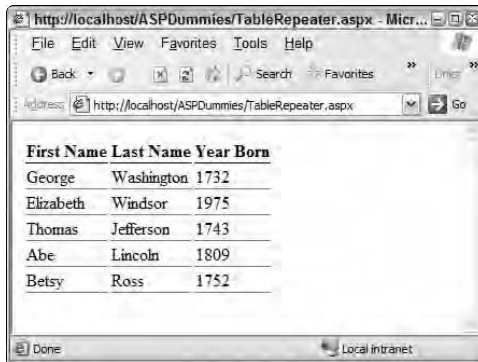 http://localhost/ASPDummies/TableRepeater.aspx - Micr...
File Edit View Favorites Tools Help
Back Search Favorites » Links »
Address http://localhost/ASPDummies/TableRepeater.aspx Go
First Name Last Name Year Born
George Washington 1732
Elizabeth Windsor 1975
Thomas Jefferson 1743
Abe Lincoln 1809
Betsy Ross 1752
Done Local intranet